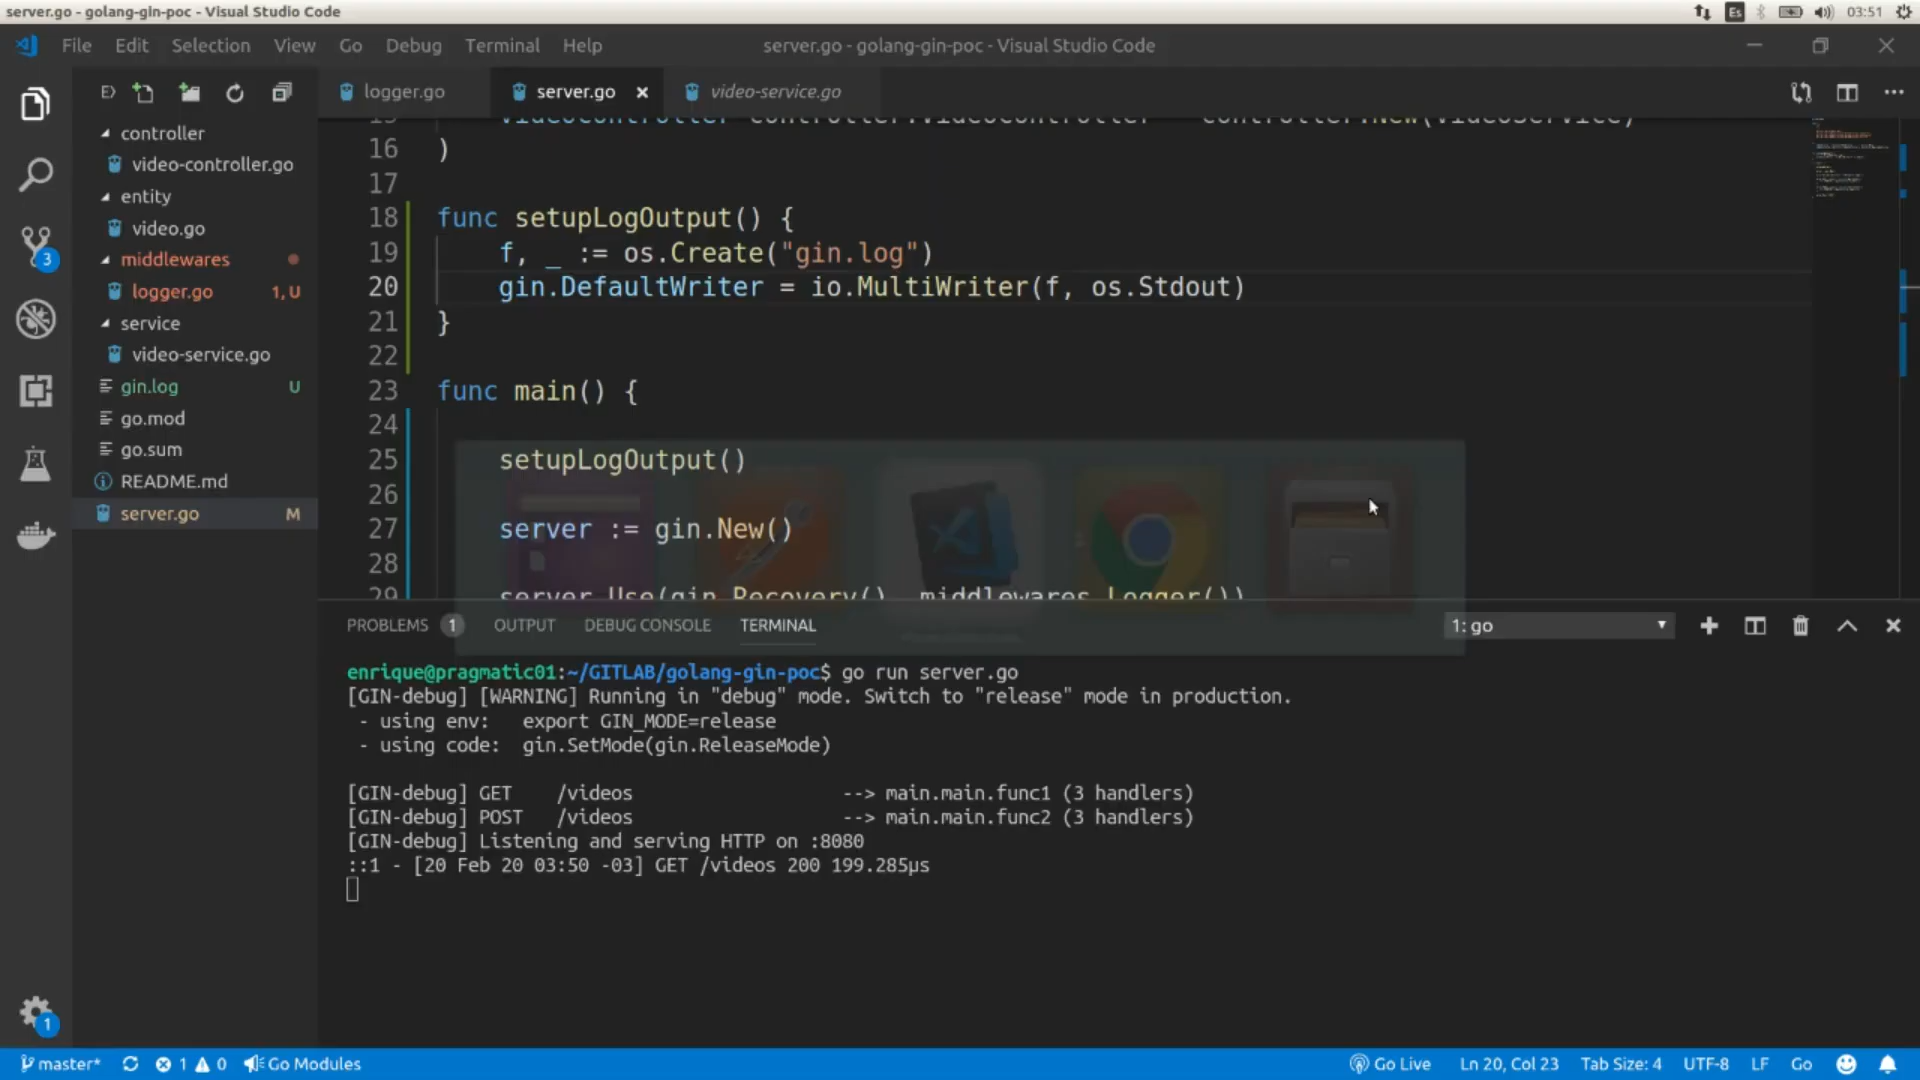 server.go - golang-gin-poc - Visual Studio Code
Es
03:51
File Edit Selection View Go Debug Terminal Help
server.go - golang-gin-poc - Visual Studio Code
logger.go
server.go
video-service.go
controller
video-controller.go
entity
video.go
middlewares
logger.go 1, U
service
video-service.go
gin.log U
go.mod
go.sum
README.md
server.go M
3
1
15 videoController controller.VideoController = controller.New(videoService)
16 )
17
18 func setupLogOutput() {
19 f, _ := os.Create("gin.log")
20 gin.DefaultWriter = io.MultiWriter(f, os.Stdout)
21 }
22
23 func main() {
24
25 setupLogOutput()
26
27 server := gin.New()
28
29 server.Use(gin.Recovery(), middlewares.Logger())
PROBLEMS 1 OUTPUT DEBUG CONSOLE TERMINAL
1: go
enrique@pragmatic01:~/GITLAB/golang-gin-poc$ go run server.go
[GIN-debug] [WARNING] Running in "debug" mode. Switch to "release" mode in production.
- using env: export GIN_MODE=release
- using code: gin.SetMode(gin.ReleaseMode)
[GIN-debug] GET /videos --> main.main.func1 (3 handlers)
[GIN-debug] POST /videos --> main.main.func2 (3 handlers)
[GIN-debug] Listening and serving HTTP on :8080
::1 - [20 Feb 20 03:50 -03] GET /videos 200 199.285µs
master* 1 0 Go Modules
Go Live Ln 20, Col 23 Tab Size: 4 UTF-8 LF Go